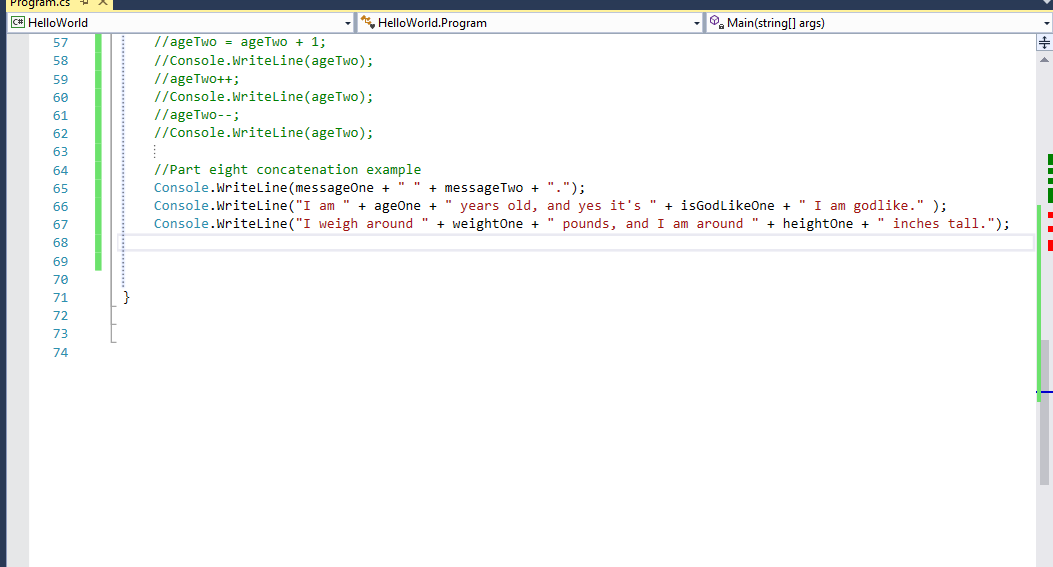 Program.cs
HelloWorld HelloWorld.Program Main(string[] args)
57 //ageTwo = ageTwo + 1;
58 //Console.WriteLine(ageTwo);
59 //ageTwo++;
60 //Console.WriteLine(ageTwo);
61 //ageTwo--;
62 //Console.WriteLine(ageTwo);
63
64 //Part eight concatenation example
65 Console.WriteLine(messageOne + " " + messageTwo + ".");
66 Console.WriteLine("I am " + ageOne + " years old, and yes it's " + isGodLikeOne + " I am godlike." );
67 Console.WriteLine("I weigh around " + weightOne + " pounds, and I am around " + heightOne + " inches tall.");
68
69
70
71 }
72
73
74